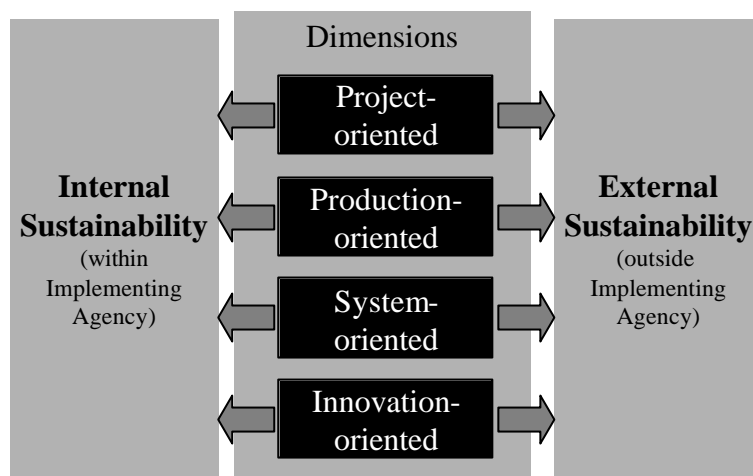 Dimensions
Project-
oriented
Internal
Sustainability
(within
Implementing
Agency)
Production-
oriented
System-
oriented
Innovation-
oriented
External
Sustainability
(outside
Implementing
Agency)